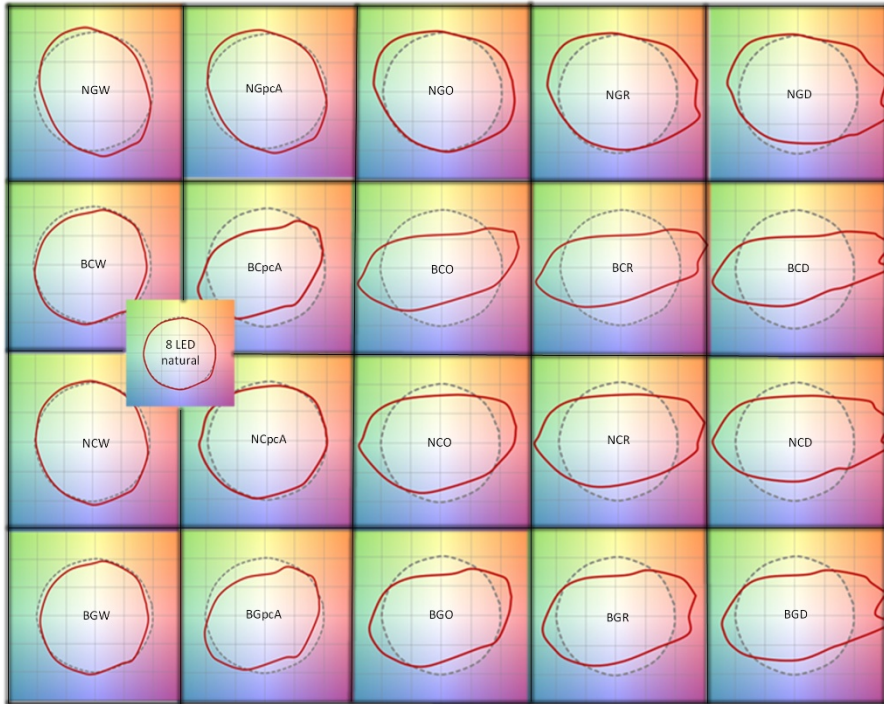 NGW
NGpcA
NGO
NGR
NGD
BCW
BCpcA
BCO
BCR
BCD
8 LED
natural
NCW
NCpcA
NCO
NCR
NCD
BGW
BGpcA
BGO
BGR
BGD